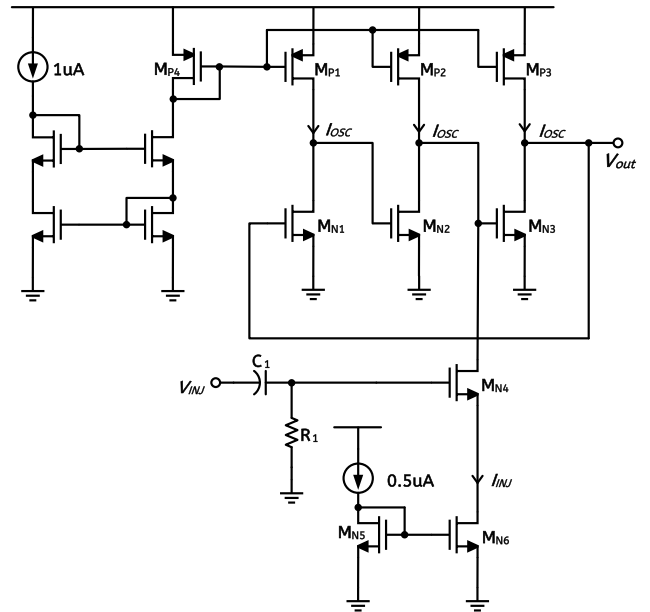 1uA
MP4
MP1
MP2
MP3
IOSC
IOSC
IOSC
Vout
MN1
MN2
MN3
C1
VINJ
MN4
R1
0.5uA
IINJ
MN5
MN6